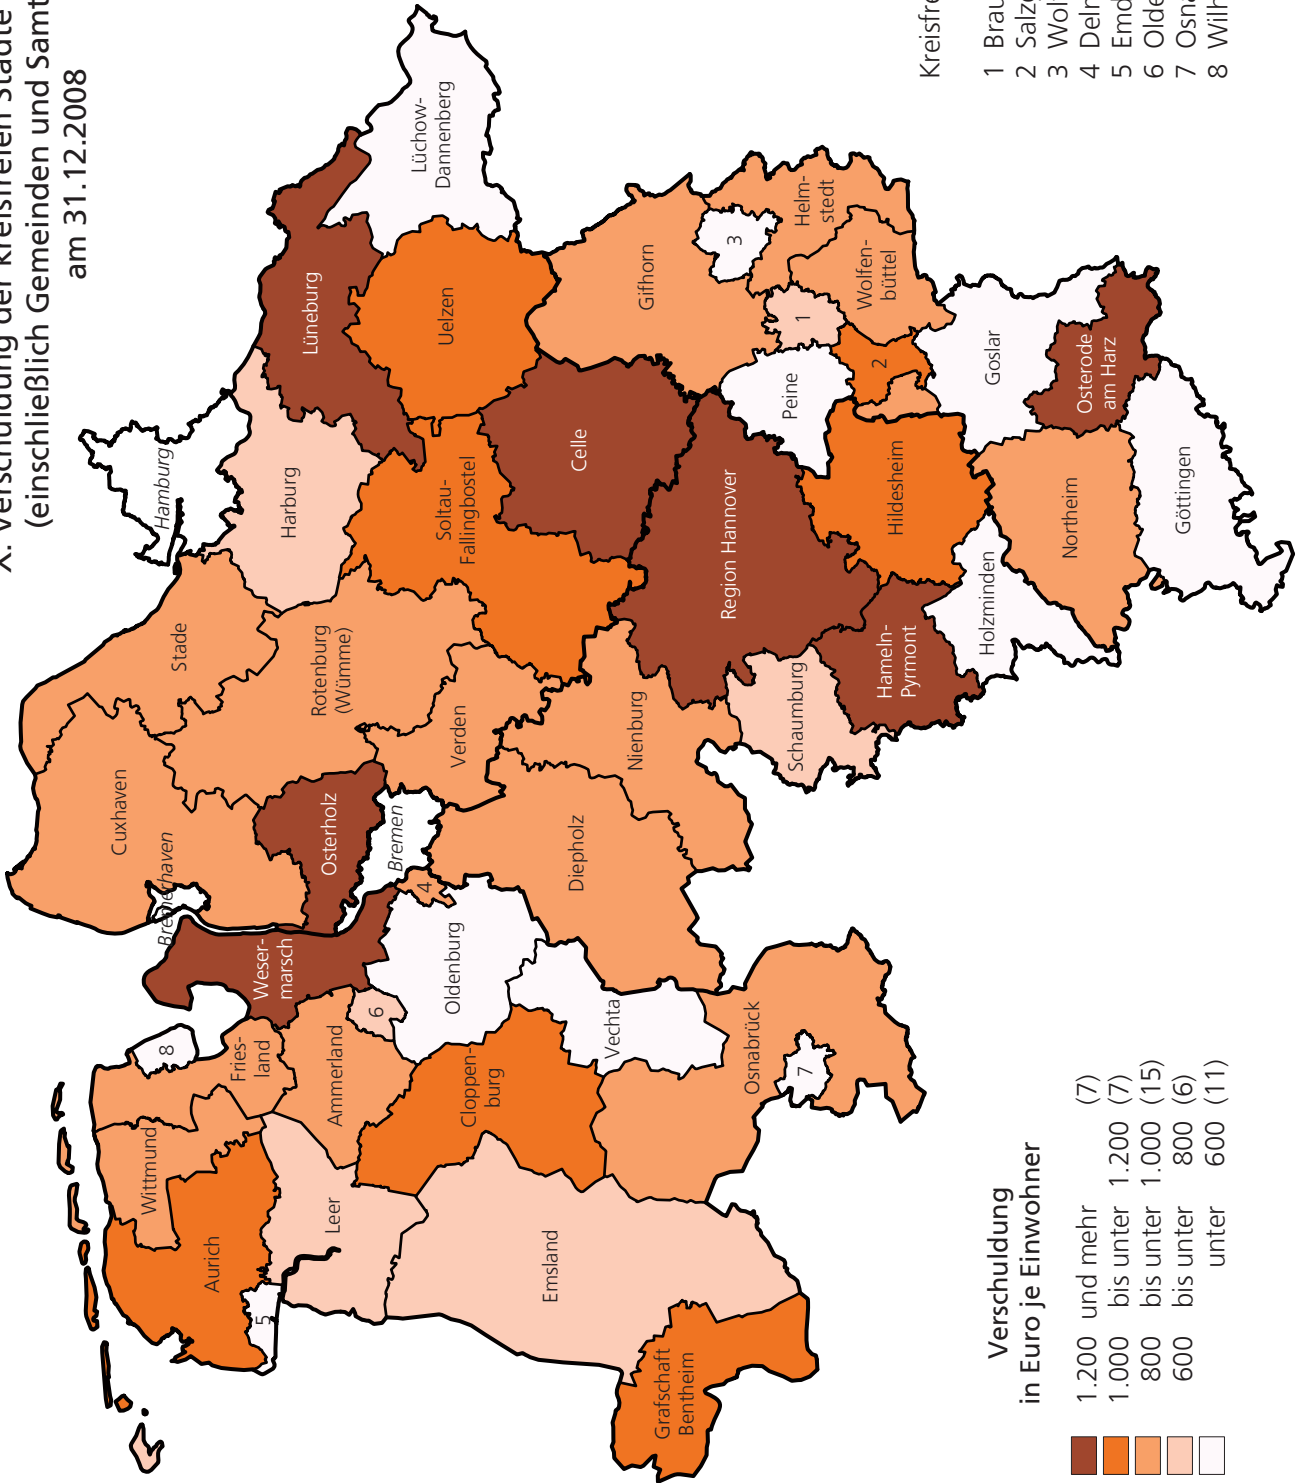 X. Verschuldung der kreisfreien Städte
(einschließlich Gemeinden und Samt
am 31.12.2008
Lüchow-
Dannenberg
Lüneburg
Uelzen
Hamburg
Harburg
Soltau-
Fallingbostel
Celle
Gifhorn
Helm-
stedt
Wolfen-
büttel
3
1
2
Peine
Goslar
Osterode
am Harz
Hildesheim
Region Hannover
Northeim
Göttingen
Holzminden
Hameln-
Pyrmont
Schaumburg
Stade
Rotenburg
(Wümme)
Verden
Nienburg
Cuxhaven
Bremerhaven
Osterholz
Bremen
Diepholz
4
Weser-
marsch
Oldenburg
6
Vechta
Osnabrück
7
8
Fries-
land
Ammerland
Cloppen-
burg
Wittmund
Aurich
Leer
5
Emsland
Grafschaft
Bentheim
Kreisfre
1 Brau
2 Salzg
3 Wol
4 Deln
5 Emd
6 Olde
7 Osna
8 Wilh
Verschuldung
in Euro je Einwohner
1.200 und mehr (7)
1.000 bis unter 1.200 (7)
800 bis unter 1.000 (15)
600 bis unter 800 (6)
unter 600 (11)